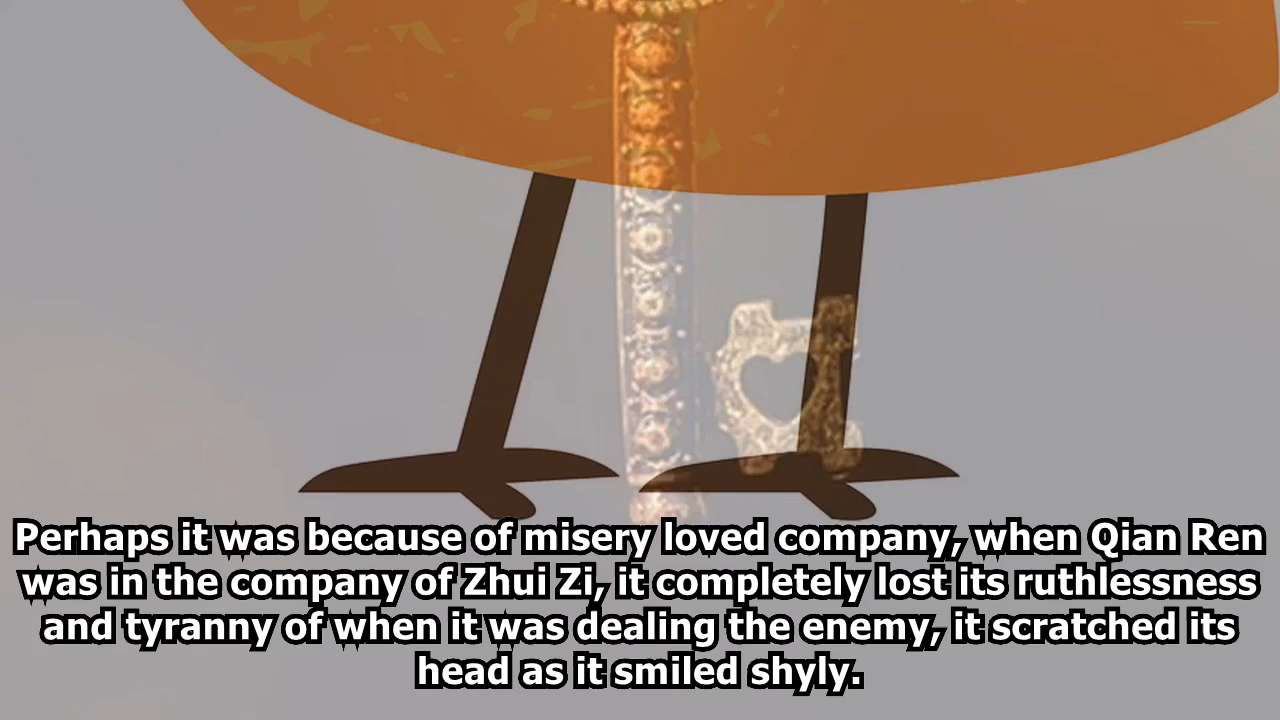 Perhaps it was because of misery loved company, when Qian Ren
was in the company of Zhui Zi, it completely lost its ruthlessness
and tyranny of when it was dealing the enemy, it scratched its
head as it smiled shyly.